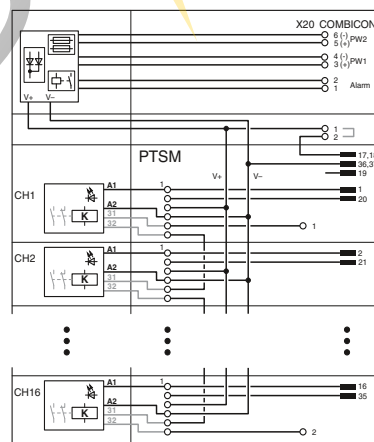 X20 COMBICON
6 (-)
5 (+) PW2
4 (-)
3 (+) PW1
2
1 Alarm
V+ V–
1
2
PTSM
V+ V–
19
CH1
A1
A2
31
32
K
1
1
20
1
CH2
A1
A2
31
32
K
1
2
21
CH16
A1
A2
31
32
K
1
16
35
2